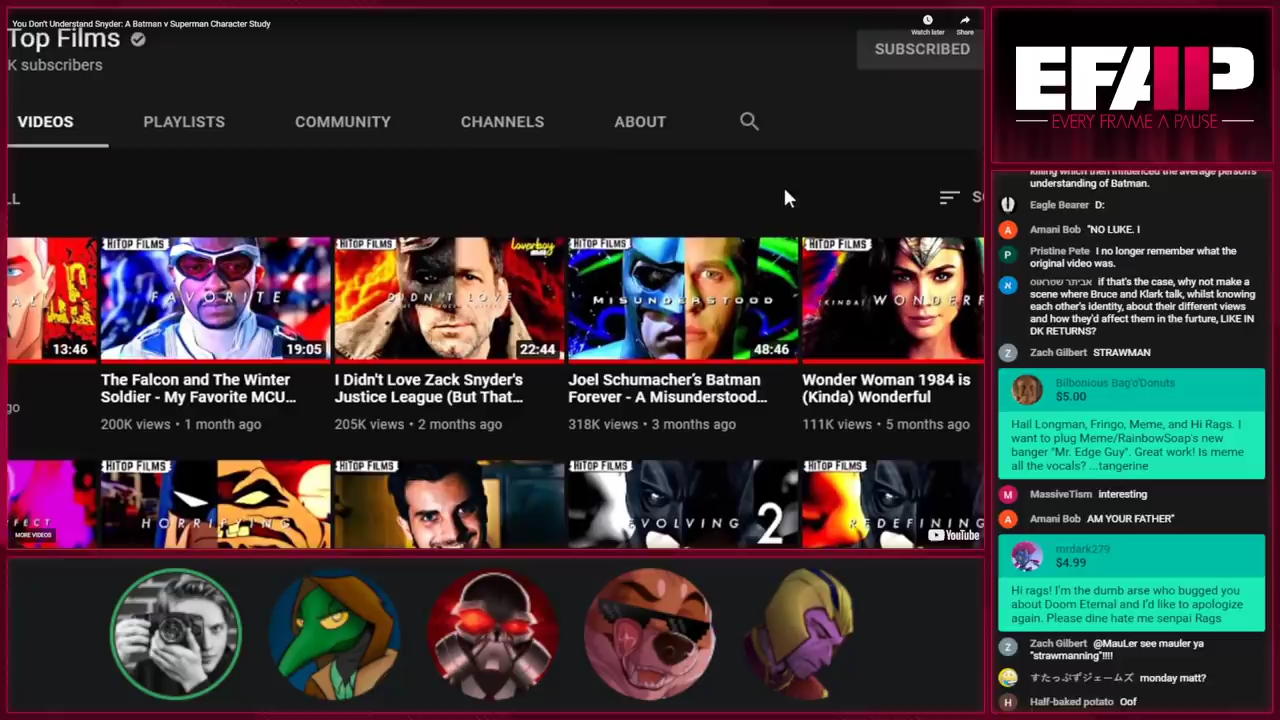 You Don't Understand Snyder: A Batman v Superman Character Study
Watch later
Share
Top Films
K subscribers
SUBSCRIBED
VIDEOS
PLAYLISTS
COMMUNITY
CHANNELS
ABOUT
LL
13:46
HiTOP FILMS
FAVORITE
19:05
HiTOP FILMS
loverboy
DIDN'T LOVE
22:44
HiTOP FILMS
MISUNDERSTOOD
48:46
HiTOP FILMS
(KINDA) WONDERF
The Falcon and The Winter
Soldier - My Favorite MCU...
I Didn't Love Zack Snyder's
Justice League (But That...
Joel Schumacher's Batman
Forever - A Misunderstood...
Wonder Woman 1984 is
(Kinda) Wonderful
go
200K views • 1 month ago
205K views • 2 months ago
318K views • 3 months ago
111K views • 5 months ago
HiTOP FILMS
HiTOP FILMS
HiTOP FILMS
HiTOP FILMS
FECT
HORRIFYING
EVOLVING 2
REDEFINING
MORE VIDEOS
YouTube
EFAP
EVERY FRAME A PAUSE
killing which then influenced the average person's
understanding of Batman.
Eagle Bearer D:
Amani Bob "NO LUKE. I
Pristine Pete I no longer remember what the
original video was.
אביתר שטראוס if that's the case, why not make a
scene where Bruce and Klark talk, whilst knowing
each other's identity, about their different views
and how they'd affect them in the furture, LIKE IN
DK RETURNS?
Zach Gilbert STRAWMAN
Bilbonious Bag'o'Donuts
$5.00
Hail Longman, Fringo, Meme, and Hi Rags. I
want to plug Meme/RainbowSoap's new
banger "Mr. Edge Guy". Great work! Is meme
all the vocals? ...tangerine
MassiveTism interesting
Amani Bob AM YOUR FATHER"
mrdark279
$4.99
Hi rags! I'm the dumb arse who bugged you
about Doom Eternal and I'd like to apologize
again. Please dine hate me senpai Rags
Zach Gilbert @MauLer see mauler ya
"strawmanning"!!!!
すたっぷずジェームズ monday matt?
Half-baked potato Oof